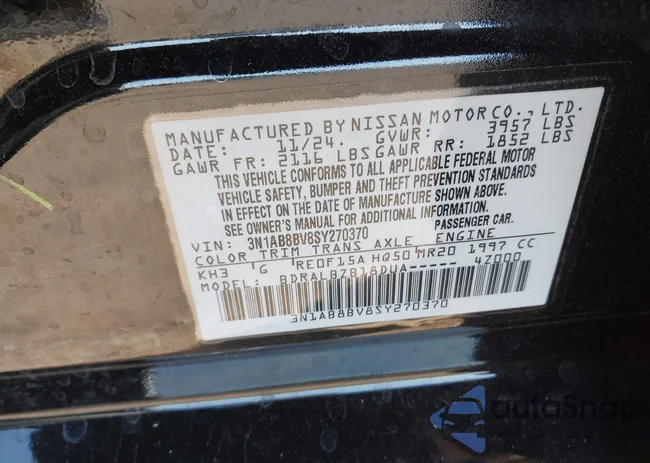 MANUFACTURED BY NISSAN MOTOR CO., LTD.
DATE: 11/24. GVWR: 3957 LBS
GAWR FR: 2116 LBS GAWR RR: 1852 LBS
THIS VEHICLE CONFORMS TO ALL APPLICABLE FEDERAL MOTOR
VEHICLE SAFETY, BUMPER AND THEFT PREVENTION STANDARDS
IN EFFECT ON THE DATE OF MANUFACTURE SHOWN ABOVE.
SEE OWNER'S MANUAL FOR ADDITIONAL INFORMATION.
VIN: 3N1AB8BV8SY270370 PASSENGER CAR.
COLOR TRIM TRANS AXLE ENGINE
KH3 G RE0F15A HQ50 MR20 1997 CC
MODEL: BDRALBZB18DUA----- 4Z000
3N1AB8BV8SY270370
autoSnap